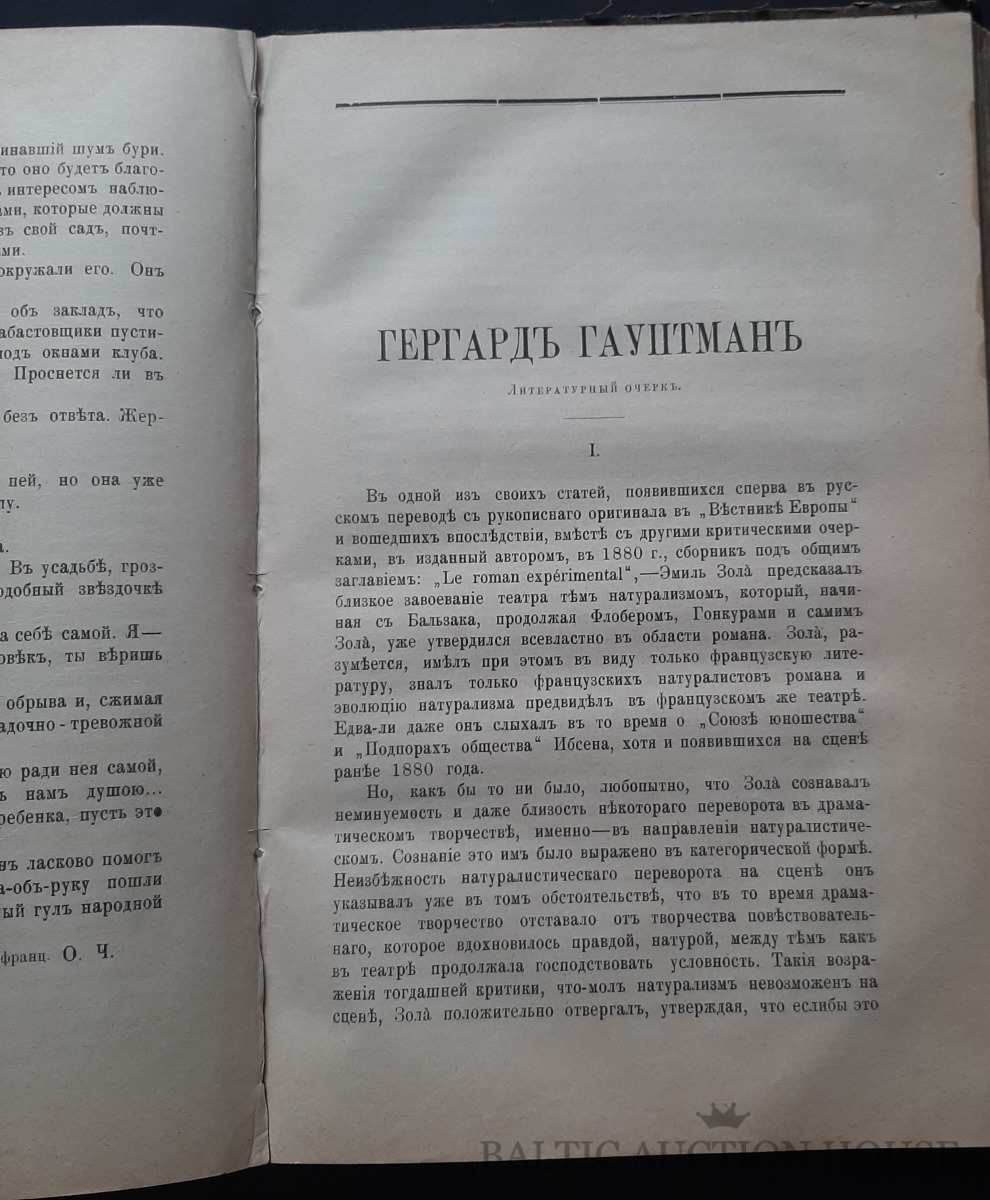 инавшій шумъ бури.
то оно будетъ благо-
интересомъ наблю-
ами, которые должны
въ свой садъ, почт-
ами.
окружали его. Онъ
объ закладъ, что
абастовщики пусти-
подъ окнами клуба.
Проснется ли въ
безъ отвѣта. Жер-
ней, но она уже
лу.
а.
Въ усадьбѣ, гроз-
одобный звѣздочкѣ
а себѣ самой. Я—
овѣкъ, ты вѣришь
обрыва и, сжимая
адочно-тревожной
ю ради нея самой,
ъ намъ душою...
ребенка, пусть это
нъ ласково помогъ
а-объ-руку пошли
ный гулъ народной
франц. О. Ч.
ГЕРГАРДЪ ГАУПТМАНЪ
Литературный очеркъ.
I.
Въ одной изъ своихъ статей, появившихся сперва въ рус-
скомъ переводѣ съ рукописнаго оригинала въ „Вѣстникѣ Европы“
и вошедшихъ впослѣдствіи, вмѣстѣ съ другими критическими очер-
ками, въ изданный авторомъ, въ 1880 г., сборникъ подъ общимъ
заглавіемъ: „Le roman expérimental“,—Эмиль Зола̀ предсказалъ
близкое завоеваніе театра тѣмъ натурализмомъ, который, начи-
ная съ Бальзака, продолжая Флоберомъ, Гонкурами и самимъ
Зола̀, уже утвердился всевластно въ области романа. Зола̀, ра-
зумѣется, имѣлъ при этомъ въ виду только французскую лите-
ратуру, зналъ только французскихъ натуралистовъ романа и
эволюцію натурализма предвидѣлъ въ французскомъ же театрѣ.
Едва-ли даже онъ слыхалъ въ то время о „Союзѣ юношества“
и „Подпорахъ общества“ Ибсена, хотя и появившихся на сценѣ
ранѣе 1880 года.
Но, какъ бы то ни было, любопытно, что Зола̀ сознавалъ
неминуемость и даже близость нѣкотораго переворота въ драма-
тическомъ творчествѣ, именно—въ направленіи натуралистиче-
скомъ. Сознаніе это имъ было выражено въ категорической формѣ.
Неизбѣжность натуралистическаго переворота на сценѣ онъ
указывалъ уже въ томъ обстоятельствѣ, что въ то время драма-
тическое творчество отставало отъ творчества повѣствователь-
наго, которое вдохновилось правдой, натурой, между тѣмъ какъ
въ театрѣ продолжала господствовать условность. Такія возра-
женія тогдашней критики, что-молъ натурализмъ невозможенъ на
сценѣ, Зола̀ положительно отвергалъ, утверждая, что еслибы это
BALTIC AUCTION HOUSE